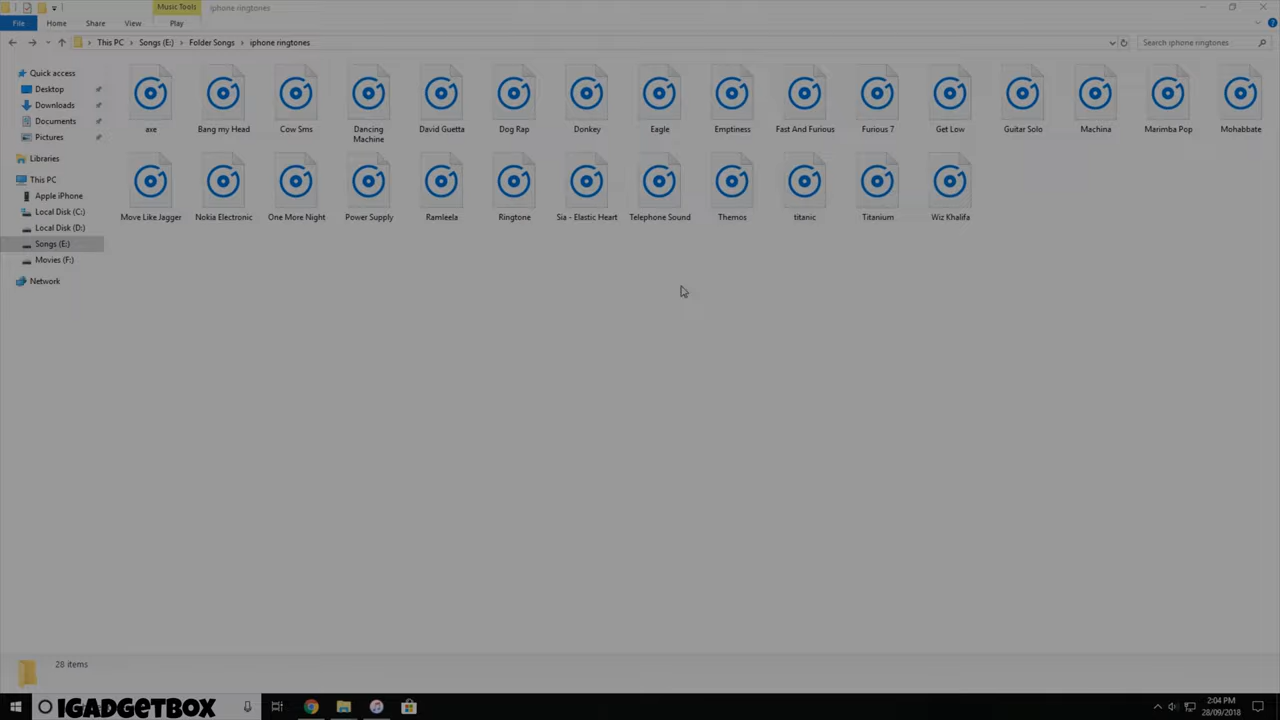 Music Tools
iphone ringtones
File
Home
Share
View
Play
This PC
Songs (E:)
Folder Songs
iphone ringtones
Search iphone ringtones
Quick access
Desktop
Downloads
Documents
Pictures
Libraries
This PC
Apple iPhone
Local Disk (C:)
Local Disk (D:)
Songs (E:)
Movies (F:)
Network
axe
Bang my Head
Cow Sms
Dancing
Machine
David Guetta
Dog Rap
Donkey
Eagle
Emptiness
Fast And Furious
Furious 7
Get Low
Guitar Solo
Machina
Marimba Pop
Mohabbate
Move Like Jagger
Nokia Electronic
One More Night
Power Supply
Ramleela
Ringtone
Sia - Elastic Heart
Telephone Sound
Themos
titanic
Titanium
Wiz Khalifa
28 items
iGADGETBOX
2:04 PM
28/09/2018